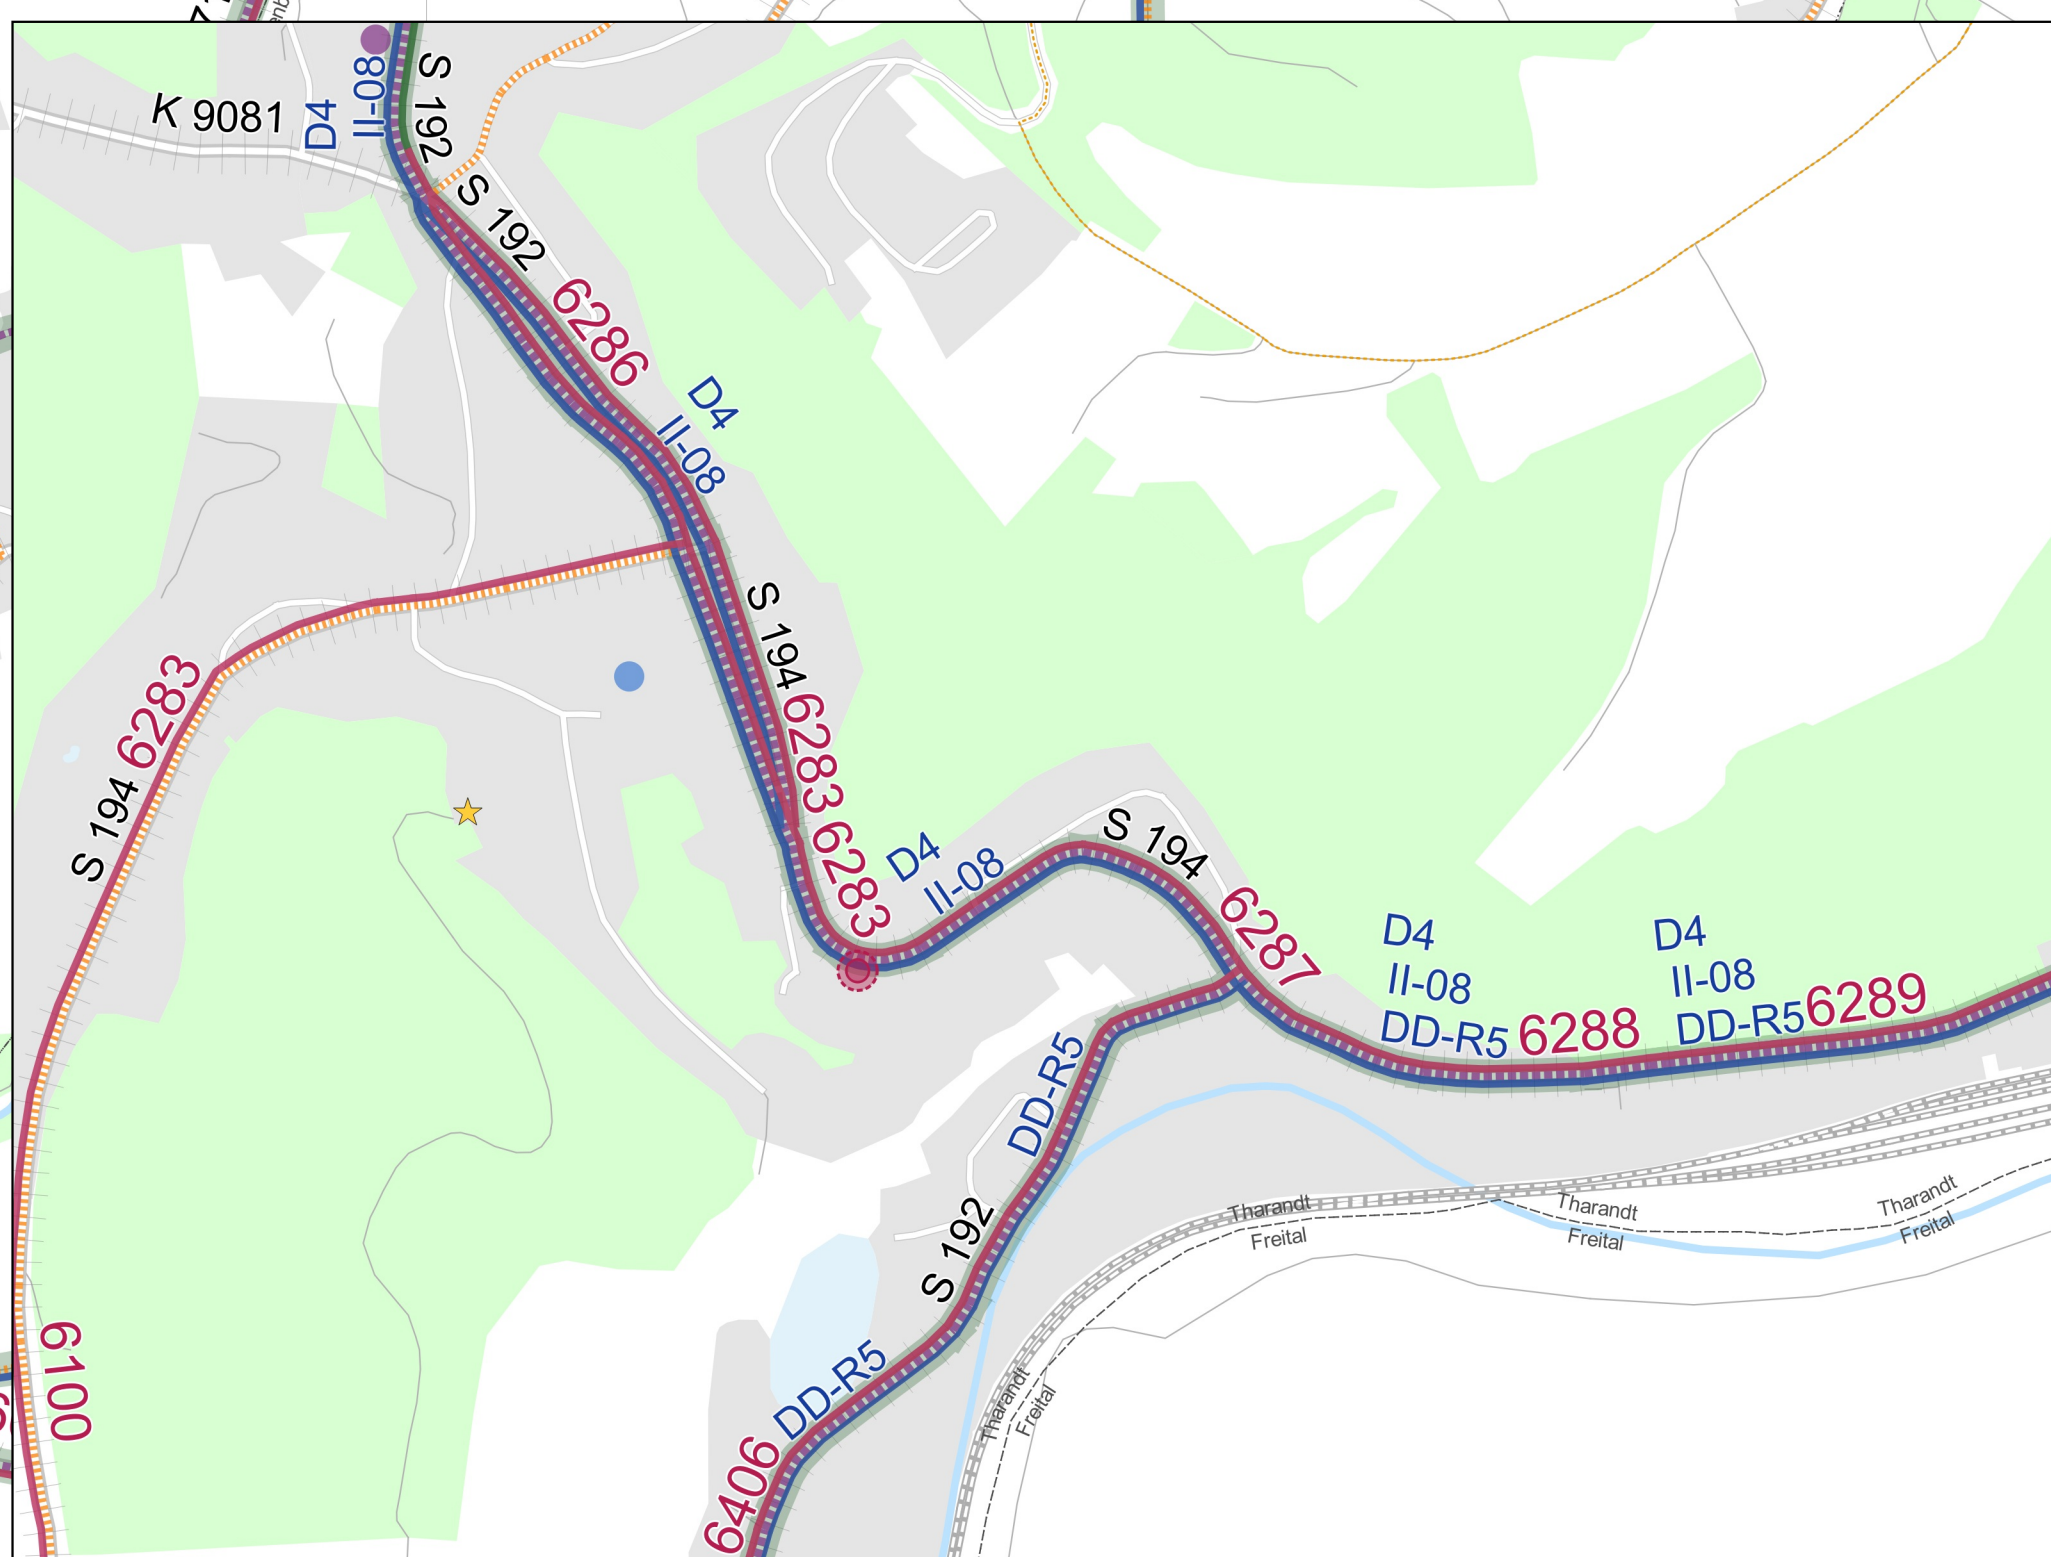 K 9081
D4
II-08
S 192
S 192
6286
D4
II-08
S 194
6283
6283
S 194
6283
D4
II-08
S 194
6287
D4
II-08
DD-R5
6288
D4
II-08
DD-R5
6289
DD-R5
S 192
Tharandt
Freital
Tharandt
Freital
Tharandt
Freital
Tharandt
Freital
6100
DD-R5
6406